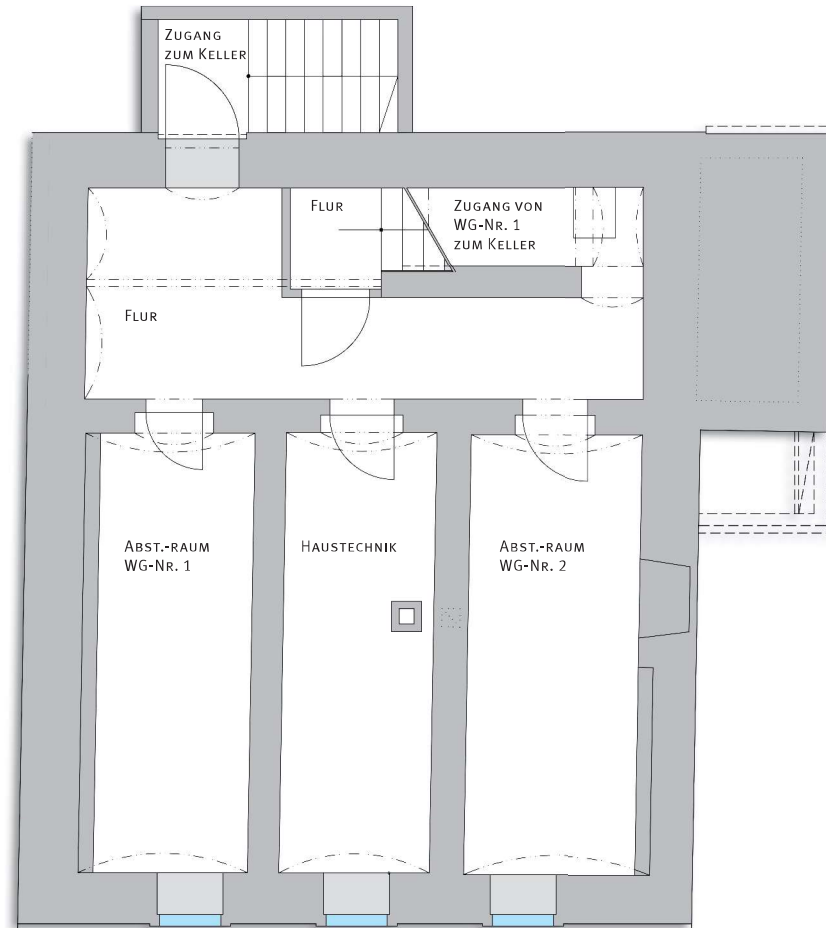 Zugang
zum Keller
Flur
Zugang von
WG-Nr. 1
zum Keller
Flur
Abst.-raum
WG-Nr. 1
Haustechnik
Abst.-raum
WG-Nr. 2